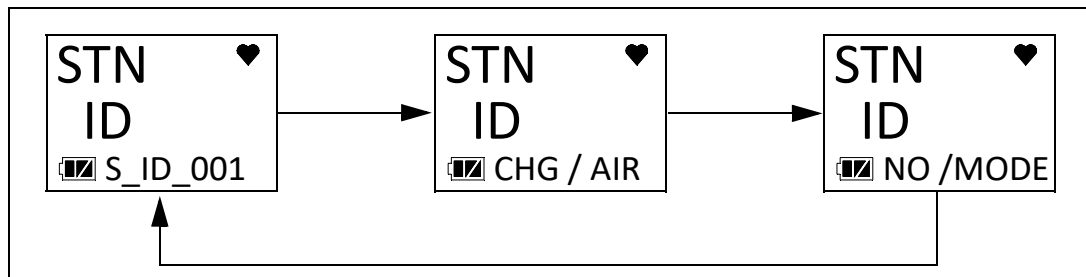 STN
ID
S_ID_001
STN
ID
CHG / AIR
STN
ID
NO /MODE